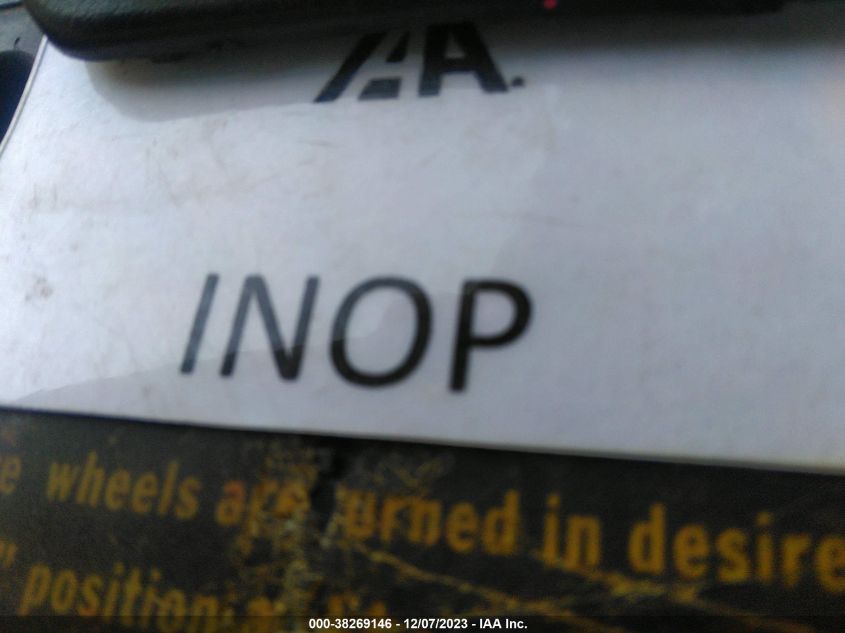 IAA.
INOP
wheels are turned in desire
position
000-38269146 - 12/07/2023 - IAA Inc.